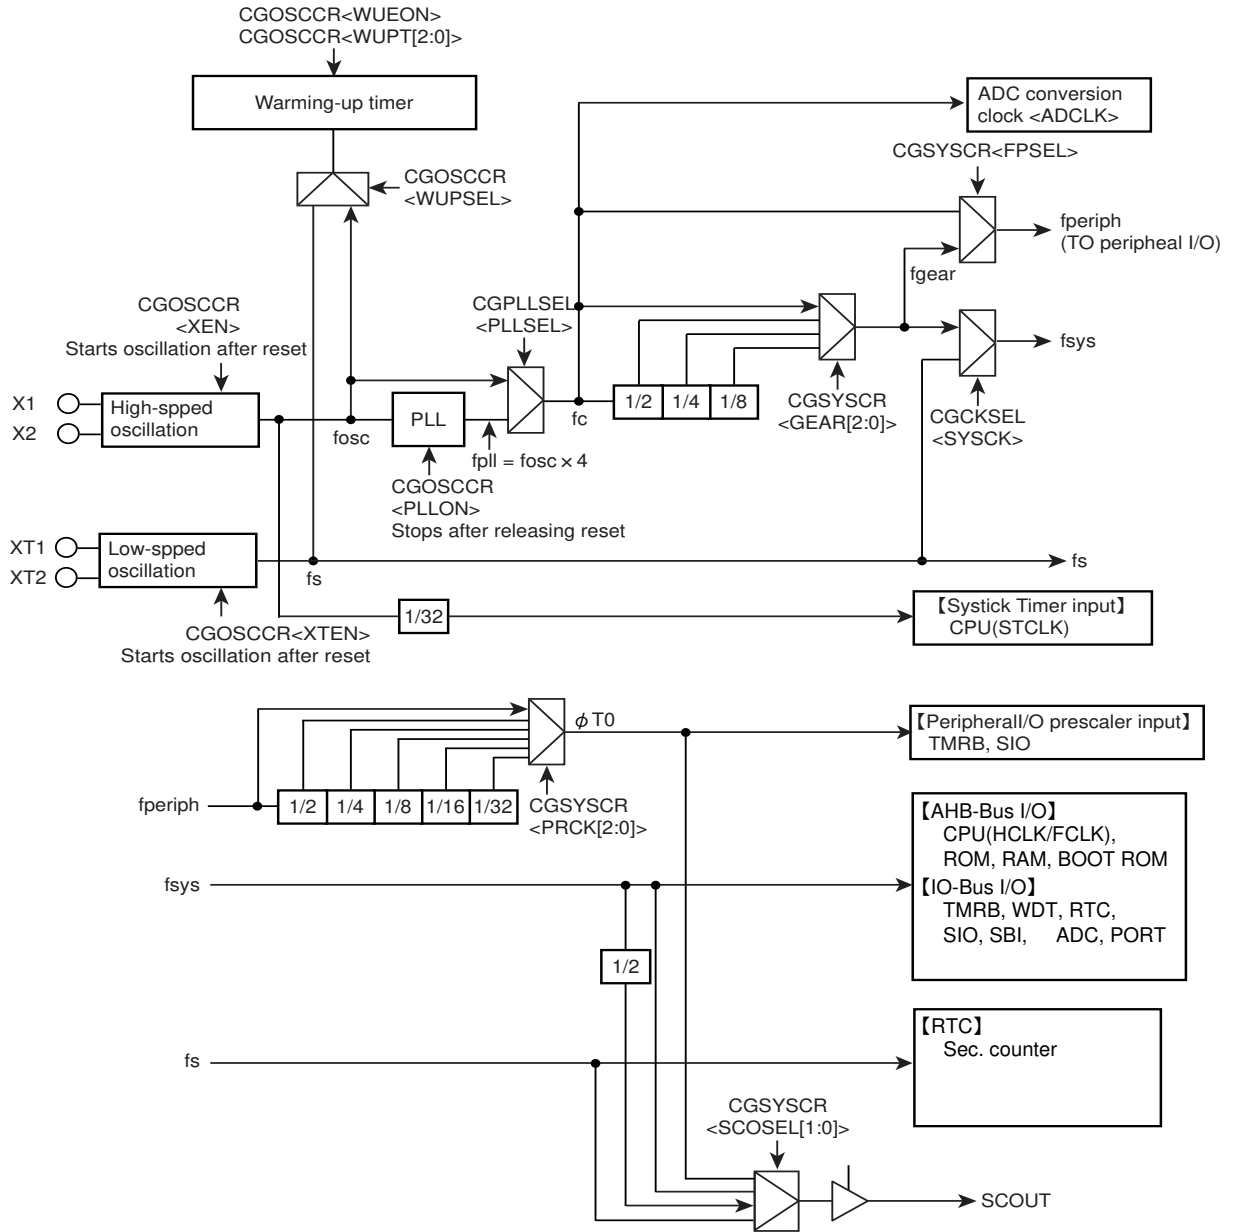 CGOSCCR<WUEON>
CGOSCCR<WUPT[2:0]>
Warming-up timer
ADC conversion
clock <ADCLK>
CGSYSCR<FPSEL>
CGOSCCR
<WUPSEL>
fperiph
(TO peripheal I/O)
fgear
CGOSCCR
<XEN>
Starts oscillation after reset
CGPLLSEL
<PLLSEL>
fsys
X1
X2
High-spped
oscillation
fosc
PLL
fpll = fosc × 4
fc
1/2
1/4
1/8
CGSYSCR
<GEAR[2:0]>
CGCKSEL
<SYSCK>
CGOSCCR
<PLLON>
Stops after releasing reset
XT1
XT2
Low-spped
oscillation
fs
fs
CGOSCCR<XTEN>
Starts oscillation after reset
1/32
【Systick Timer input】
CPU(STCLK)
ϕT0
【PeripheralI/O prescaler input】
TMRB, SIO
fperiph
1/2
1/4
1/8
1/16
1/32
CGSYSCR
<PRCK[2:0]>
【AHB-Bus I/O】
CPU(HCLK/FCLK),
ROM, RAM, BOOT ROM
【IO-Bus I/O】
TMRB, WDT, RTC,
SIO, SBI, ADC, PORT
fsys
1/2
fs
【RTC】
Sec. counter
CGSYSCR
<SCOSEL[1:0]>
SCOUT